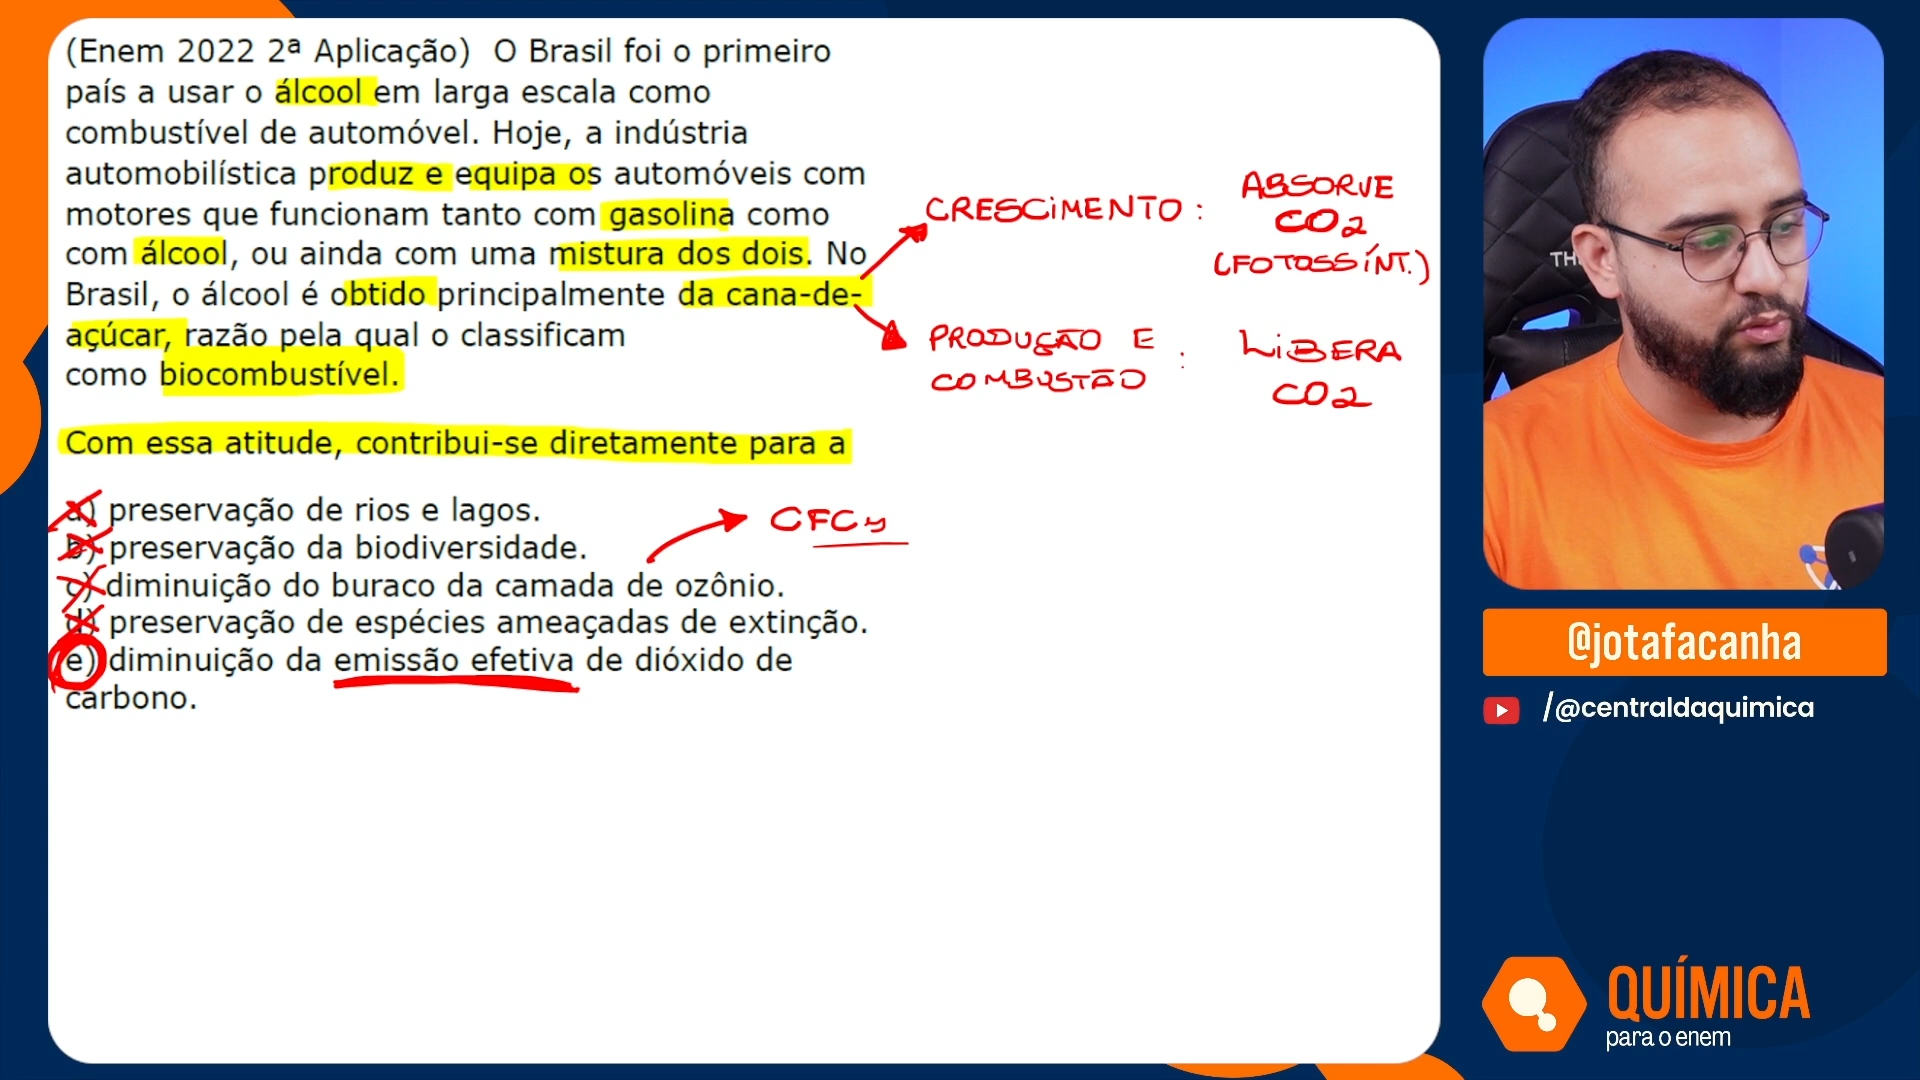 (Enem 2022 2ª Aplicação) O Brasil foi o primeiro
país a usar o álcool em larga escala como
combustível de automóvel. Hoje, a indústria
automobilística produz e equipa os automóveis com
motores que funcionam tanto com gasolina como
com álcool, ou ainda com uma mistura dos dois. No
Brasil, o álcool é obtido principalmente da cana-de-
açúcar, razão pela qual o classificam
como biocombustível.
Com essa atitude, contribui-se diretamente para a
a) preservação de rios e lagos.
b) preservação da biodiversidade.
c) diminuição do buraco da camada de ozônio.
d) preservação de espécies ameaçadas de extinção.
e) diminuição da emissão efetiva de dióxido de
carbono.
CRESCIMENTO : ABSORVE
CO2
(FOTOSSÍNT.)
PRODUÇÃO E
COMBUSTÃO : LIBERA
CO2
CFCs
TH
@jotafacanha
/@centraldaquimica
QUÍMICA
para o enem